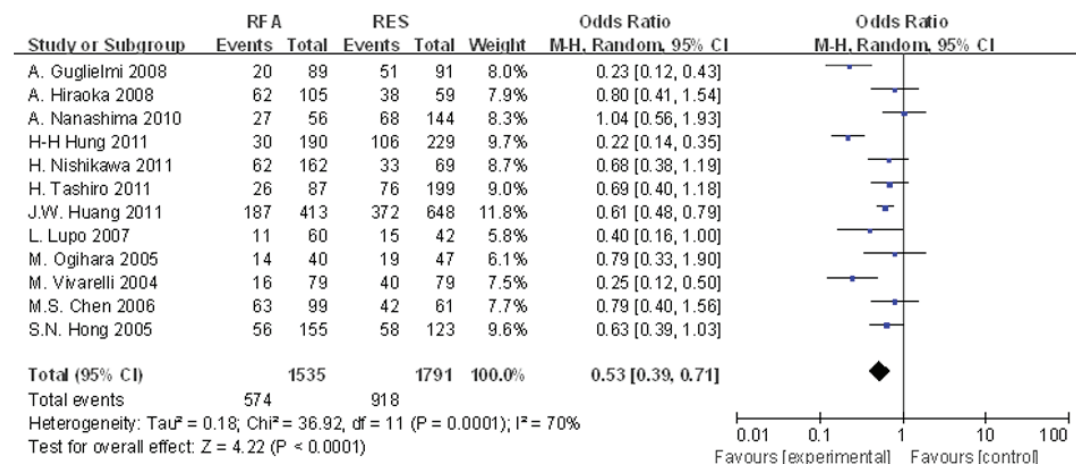 RFA RES Odds Ratio Odds Ratio
Study or Subgroup Events Total Events Total Weight M-H, Random, 95% CI M-H, Random, 95% CI
A. Guglielmi 2008 20 89 51 91 8.0% 0.23 [0.12, 0.43]
A. Hiraoka 2008 62 105 38 59 7.9% 0.80 [0.41, 1.54]
A. Nanashima 2010 27 56 68 144 8.3% 1.04 [0.56, 1.93]
H-H Hung 2011 30 190 106 229 9.7% 0.22 [0.14, 0.35]
H. Nishikawa 2011 62 162 33 69 8.7% 0.68 [0.38, 1.19]
H. Tashiro 2011 26 87 76 199 9.0% 0.69 [0.40, 1.18]
J.W. Huang 2011 187 413 372 648 11.8% 0.61 [0.48, 0.79]
L. Lupo 2007 11 60 15 42 5.8% 0.40 [0.16, 1.00]
M. Ogihara 2005 14 40 19 47 6.1% 0.79 [0.33, 1.90]
M. Vivarelli 2004 16 79 40 79 7.4% 0.25 [0.12, 0.50]
M.S. Chen 2006 63 99 42 61 7.7% 0.79 [0.40, 1.56]
S.N. Hong 2005 56 155 58 123 9.6% 0.63 [0.39, 1.03]
Total (95% CI) 1535 1791 100.0% 0.53 [0.39, 0.71]
Total events 574 918
Heterogeneity: Tau² = 0.18; Chi² = 36.92, df = 11 (P = 0.0001); I² = 70%
Test for overall effect: Z = 4.22 (P < 0.0001)
0.01 0.1 1 10 100
Favours [experimental] Favours [control]